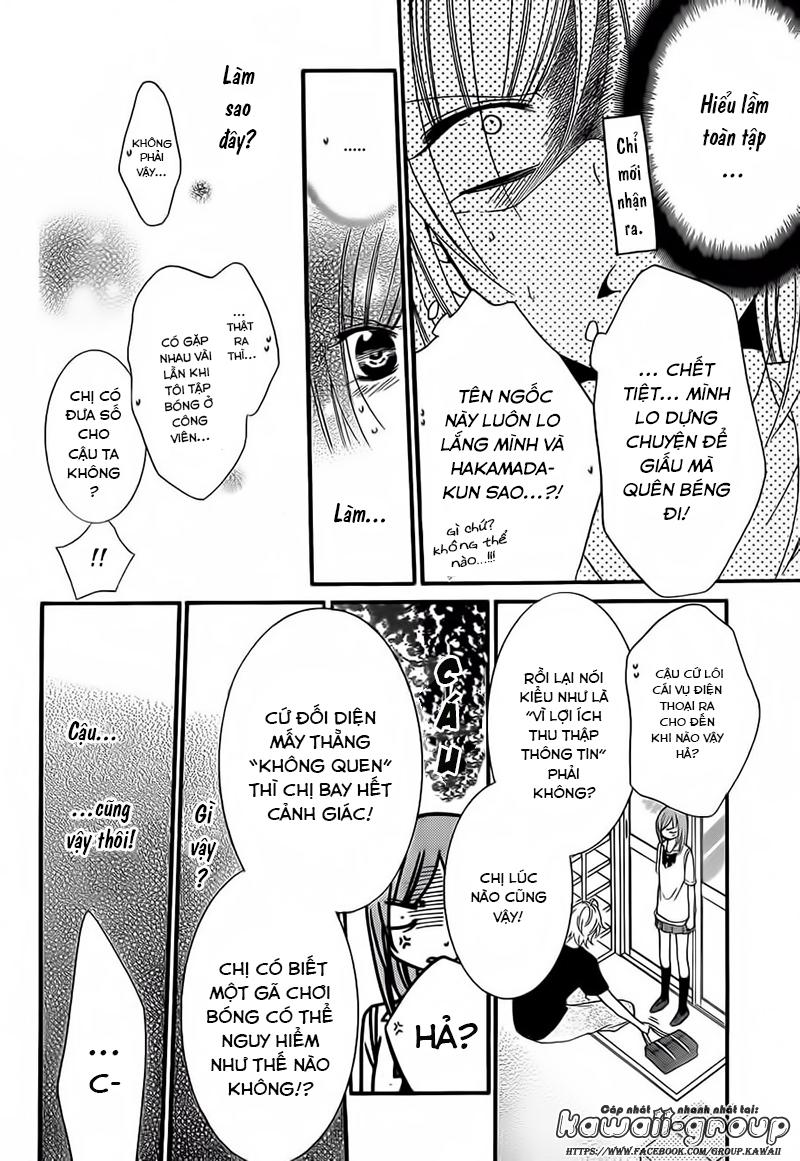 Hiểu lầm
toàn tập
...
Chỉ
mới
nhận
ra.
... CHẾT
TIỆT... MÌNH
LO DỰNG
CHUYỆN ĐỂ
GIẤU MÀ
QUÊN BÉNG
ĐI!
TÊN NGỐC
NÀY LUÔN LO
LẮNG MÌNH VÀ
HAKAMADA-
KUN SAO...?!
Gì chứ?
không thể
nào...!!!
......
Làm...
Làm
sao
đây?
KHÔNG
PHẢI
VẬY...
...
THẬT
RA
THÌ...
CÓ GẶP
NHAU VÀI
LẦN KHI
TÔI TẬP
BÓNG Ở
CÔNG
VIÊN...
CHỊ CÓ
ĐƯA SỐ
CHO
CẬU TA
KHÔNG
?
!!
CẬU CỨ LÔI
CÁI VỤ ĐIỆN
THOẠI RA
CHO ĐẾN
KHI NÀO VẬY
HẢ?
RỒI LẠI NÓI
KIỂU NHƯ LÀ
"VÌ LỢI ÍCH
THU THẬP
THÔNG TIN"
PHẢI
KHÔNG?
CHỊ LÚC
NÀO CŨNG
VẬY!
CÁU
HẢ?
CỨ ĐỐI DIỆN
MẤY THẰNG
"KHÔNG QUEN"
THÌ CHỊ BAY HẾT
CẢNH GIÁC!
CHỊ CÓ BIẾT
MỘT GÃ CHƠI
BÓNG CÓ THỂ
NGUY HIỂM
NHƯ THẾ NÀO
KHÔNG!?
Gì
vậy
?
Cậu...
...cũng
vậy thôi!
...
C-
Cập nhát nhanh nhất tại:
kawaii-group
HTTPS://WWW.FACEBOOK.COM/GROUP.KAWAII